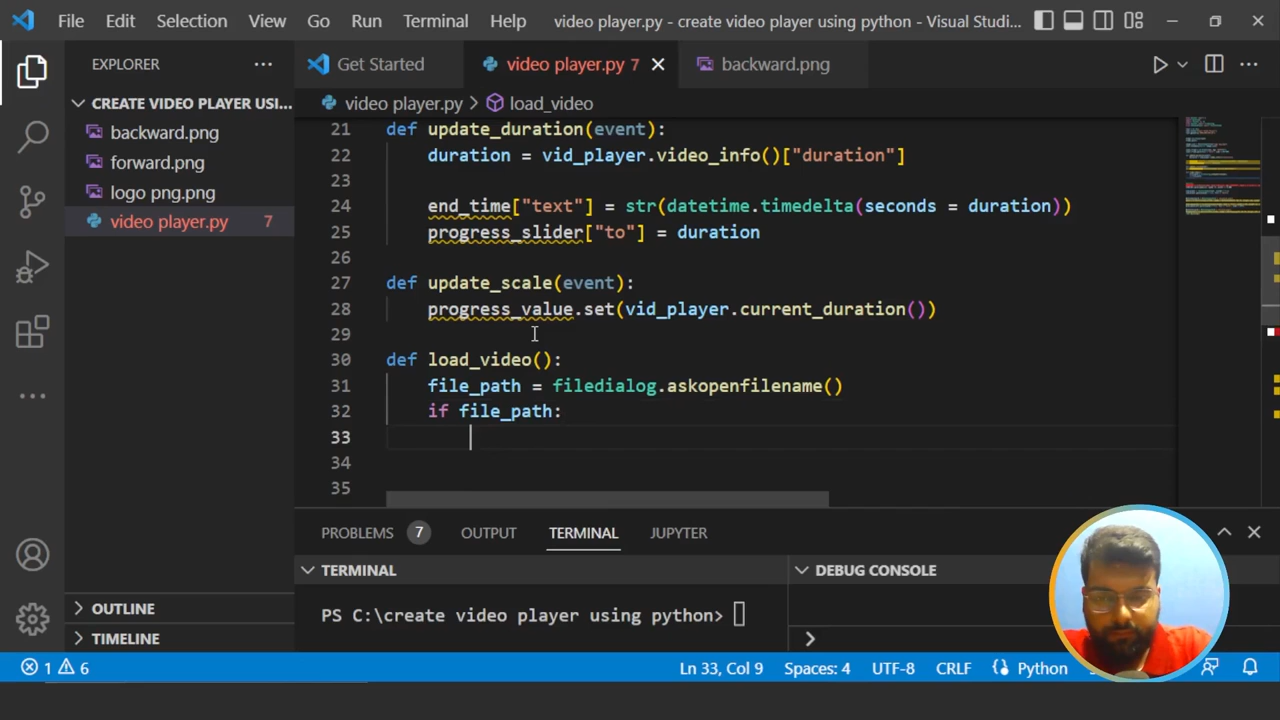 File Edit Selection View Go Run Terminal Help video player.py - create video player using python - Visual Studi...
EXPLORER
CREATE VIDEO PLAYER USI...
backward.png
forward.png
logo png.png
video player.py 7
OUTLINE
TIMELINE
Get Started video player.py 7 backward.png
video player.py > load_video
21 def update_duration(event):
22 duration = vid_player.video_info()["duration"]
23
24 end_time["text"] = str(datetime.timedelta(seconds = duration))
25 progress_slider["to"] = duration
26
27 def update_scale(event):
28 progress_value.set(vid_player.current_duration())
29
30 def load_video():
31 file_path = filedialog.askopenfilename()
32 if file_path:
33
34
35
PROBLEMS 7 OUTPUT TERMINAL JUPYTER
TERMINAL
PS C:\create video player using python>
DEBUG CONSOLE
>
1 6 Ln 33, Col 9 Spaces: 4 UTF-8 CRLF Python